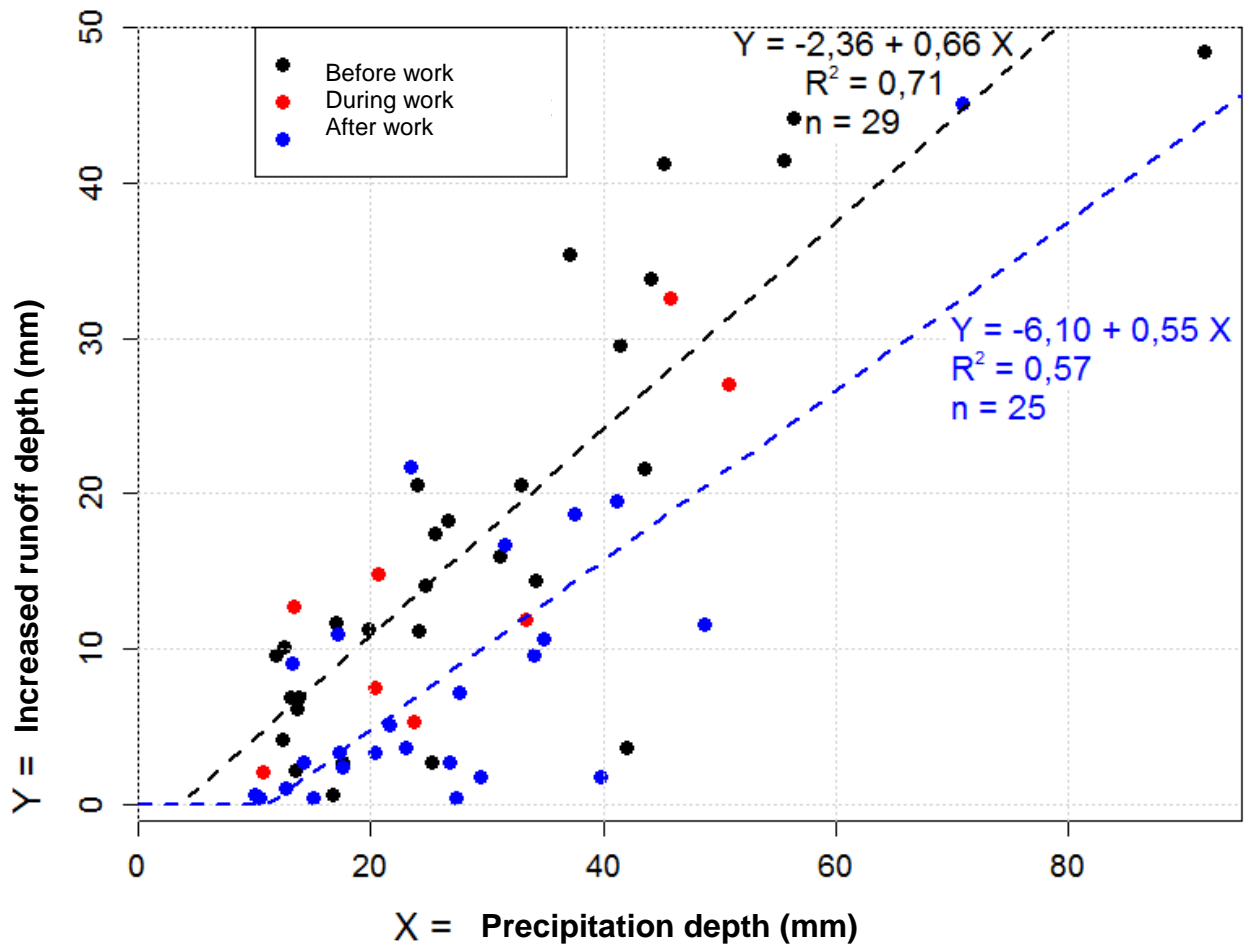 Before work
During work
After work
Y = -2,36 + 0,66 X
R² = 0,71
n = 29
Y = -6,10 + 0,55 X
R² = 0,57
n = 25
50
40
30
20
10
0
Y = Increased runoff depth (mm)
0 20 40 60 80
X = Precipitation depth (mm)